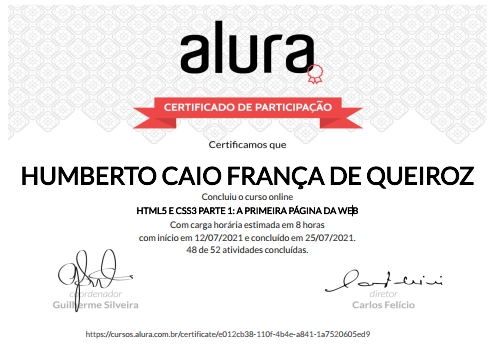 alura
CERTIFICADO DE PARTICIPAÇÃO
Certificamos que
HUMBERTO CAIO FRANÇA DE QUEIROZ
Concluiu o curso online
HTML5 E CSS3 PARTE 1: A PRIMEIRA PÁGINA DA WEB
Com carga horária estimada em 8 horas
com início em 12/07/2021 e concluído em 25/07/2021.
48 de 52 atividades concluídas.
coordenador
Guilherme Silveira
diretor
Carlos Felício
https://cursos.alura.com.br/certificate/e012cb38-110f-4b4e-a841-1a7520605ed9